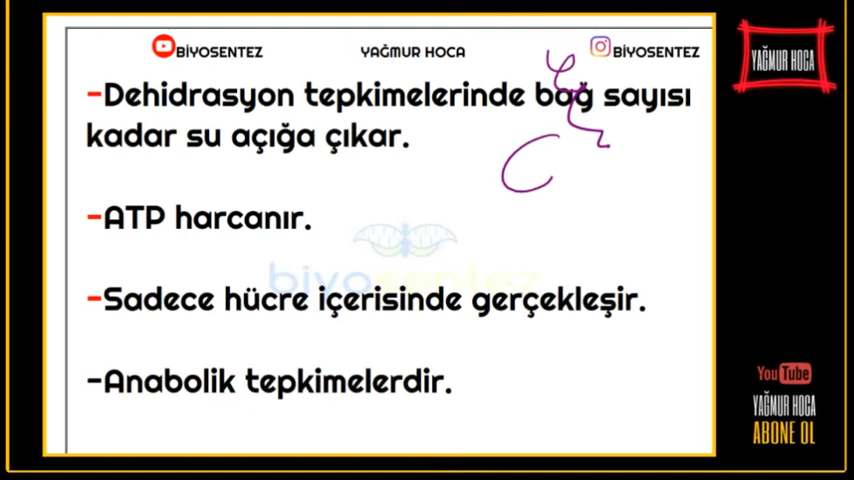 BİYOSENTEZ YAĞMUR HOCA BİYOSENTEZ
YAĞMUR HOCA
-Dehidrasyon tepkimelerinde bağ sayısı
kadar su açığa çıkar.
-ATP harcanır.
biyosentez
-Sadece hücre içerisinde gerçekleşir.
-Anabolik tepkimelerdir.
YouTube
YAĞMUR HOCA
ABONE OL